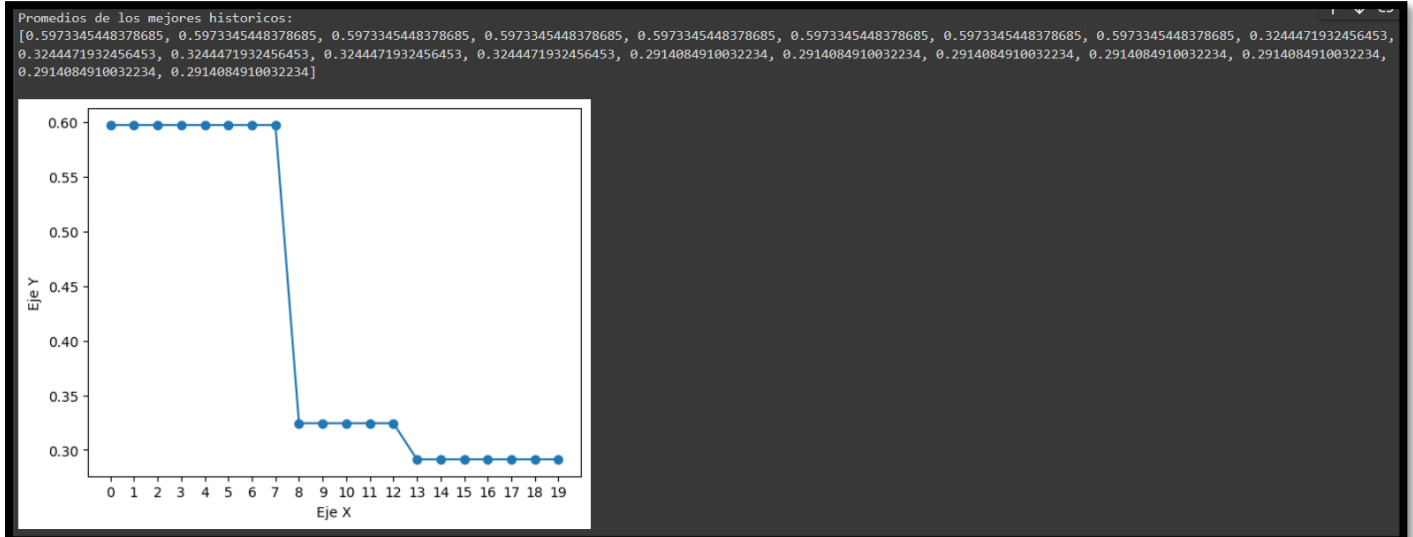 Promedios de los mejores historicos:
[0.5973345448378685, 0.5973345448378685, 0.5973345448378685, 0.5973345448378685, 0.5973345448378685, 0.5973345448378685, 0.5973345448378685, 0.5973345448378685, 0.3244471932456453,
0.3244471932456453, 0.3244471932456453, 0.3244471932456453, 0.3244471932456453, 0.2914084910032234, 0.2914084910032234, 0.2914084910032234, 0.2914084910032234, 0.2914084910032234,
0.2914084910032234, 0.2914084910032234]
0.60
0.55
0.50
0.45
0.40
0.35
0.30
Eje Y
0 1 2 3 4 5 6 7 8 9 10 11 12 13 14 15 16 17 18 19
Eje X